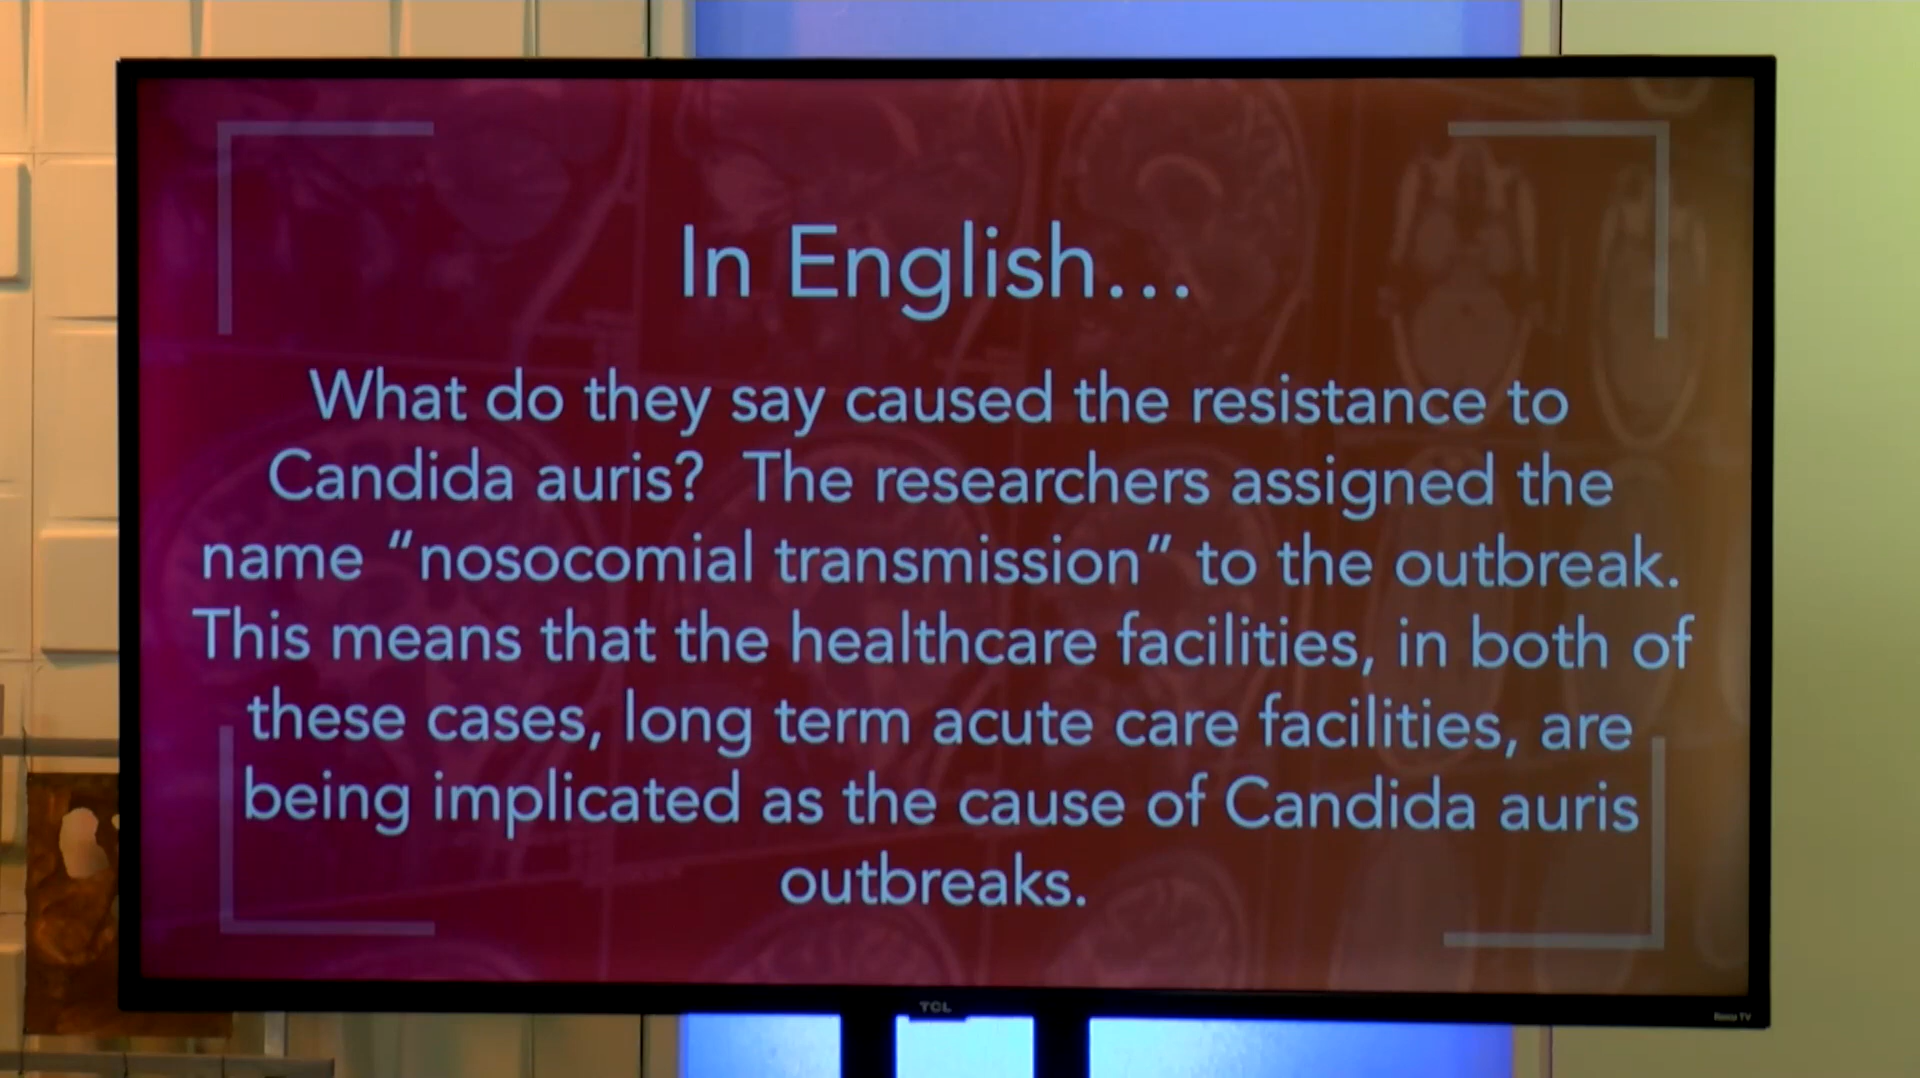 In English...
What do they say caused the resistance to
Candida auris?  The researchers assigned the
name “nosocomial transmission” to the outbreak.
This means that the healthcare facilities, in both of
these cases, long term acute care facilities, are
being implicated as the cause of Candida auris
outbreaks.
TCL
Roku TV